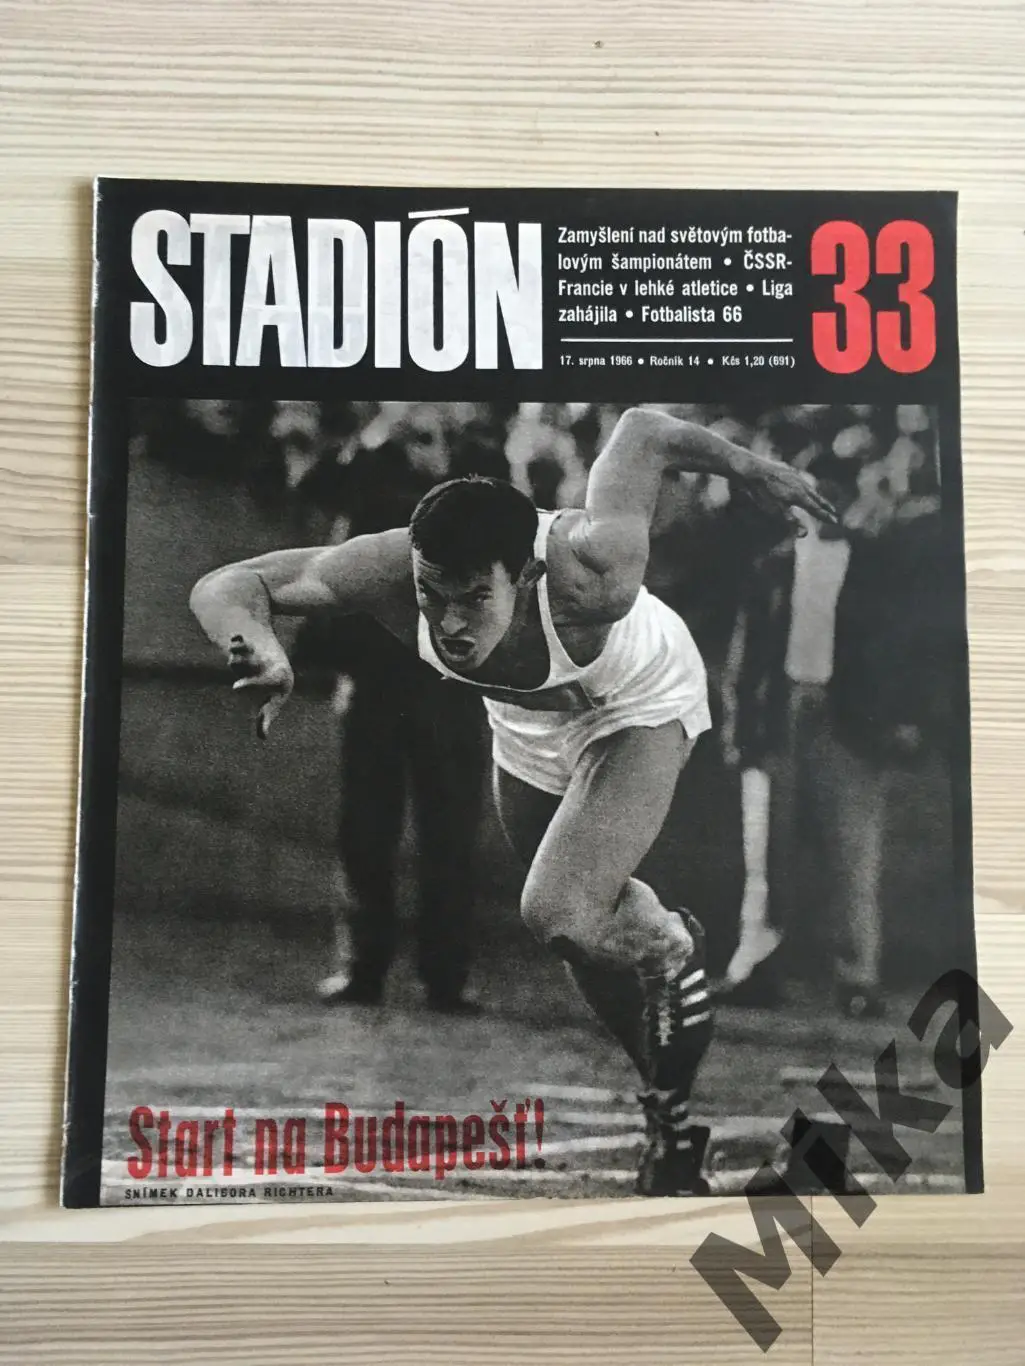 STADIÓN
Zamyšlení nad světovým fotba-
lovým šampionátem • ČSSR-
Francie v lehké atletice • Liga
zahájila • Fotbalista 66
17. srpna 1966 • Ročník 14 • Kčs 1,20 (691)
33
Start na Budapešť!
SNÍMEK DALIBORA RICHTERA
Mika